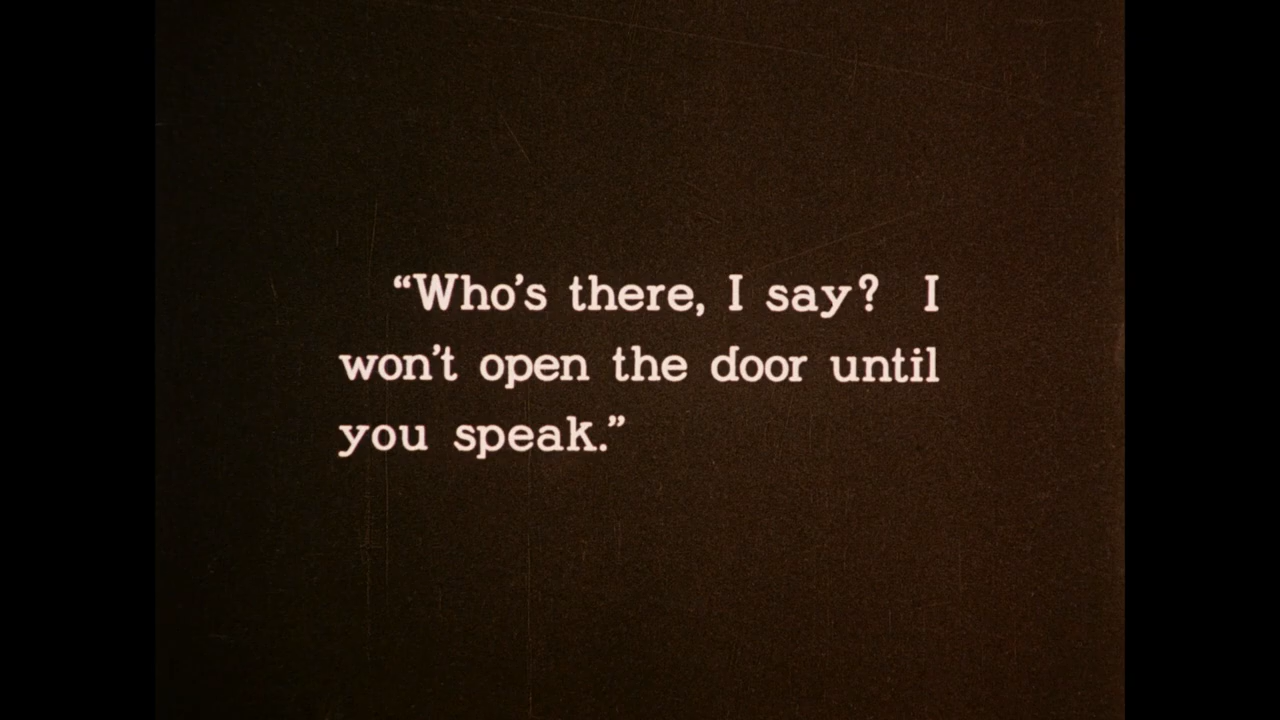 “Who’s there, I say? I
won’t open the door until
you speak.”